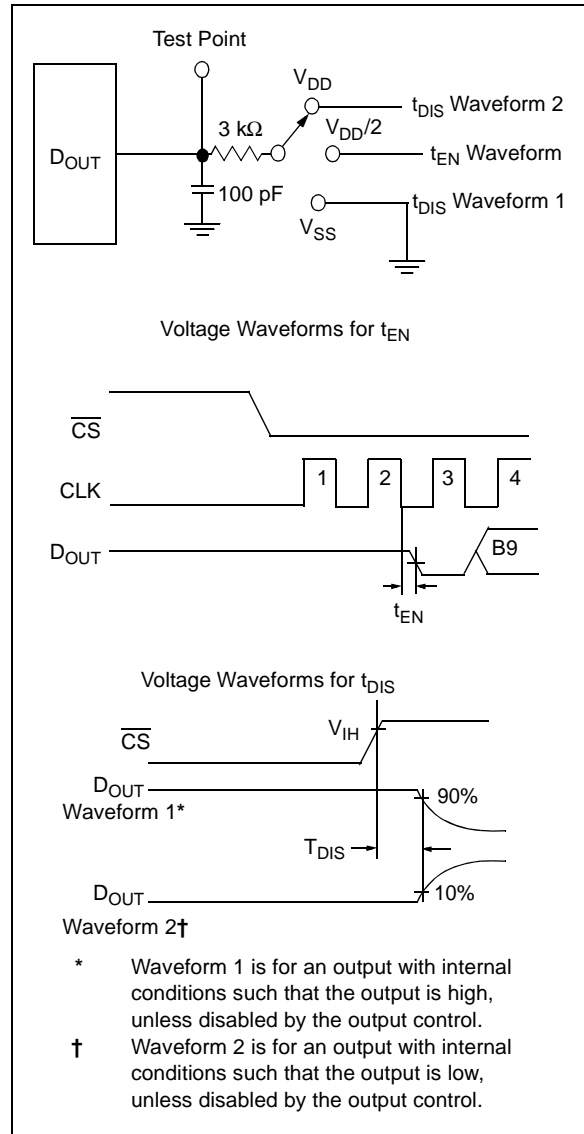 Test Point
V_DD
t_DIS Waveform 2
3 kΩ
V_DD/2
D_OUT
t_EN Waveform
100 pF
t_DIS Waveform 1
V_SS
Voltage Waveforms for t_EN
C̅S̅
CLK
1 2 3 4
D_OUT
B9
t_EN
Voltage Waveforms for t_DIS
C̅S̅
V_IH
D_OUT
Waveform 1*
90%
T_DIS
D_OUT
10%
Waveform 2†
* Waveform 1 is for an output with internal
conditions such that the output is high,
unless disabled by the output control.
† Waveform 2 is for an output with internal
conditions such that the output is low,
unless disabled by the output control.